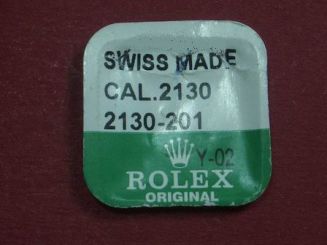 SWISS MADE
CAL.2130
2130-201
Y-02
ROLEX
ORIGINAL